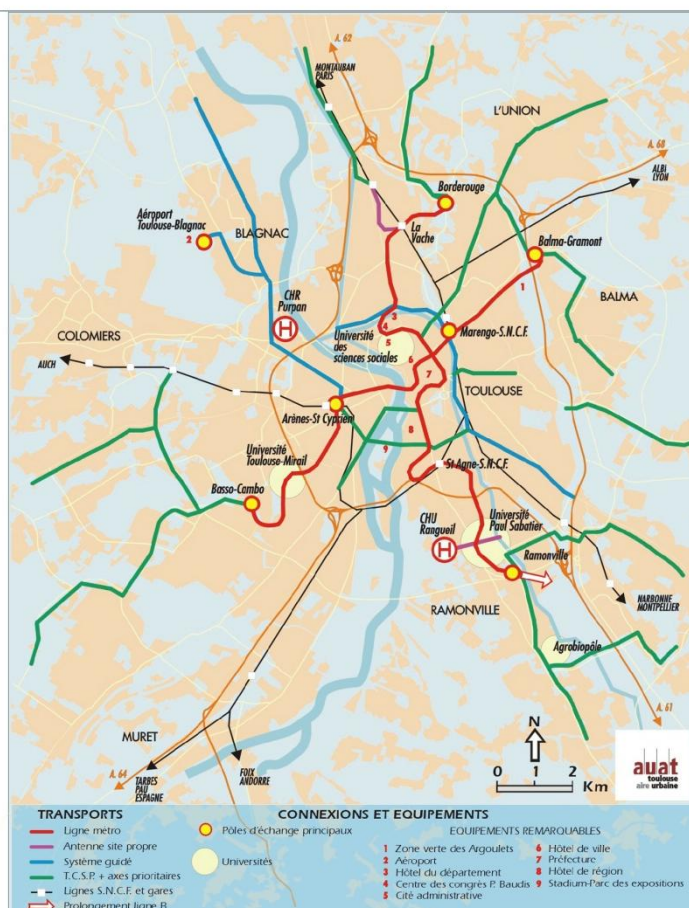 A. 62
MONTAUBAN
PARIS
L'UNION
A. 68
ALBI
LYON
Borderouge
Aéroport
Toulouse-Blagnac
2
BLAGNAC
La
Vache
Balma-Gramont
1
BALMA
CHR
Purpan
H
3
4
5
Université
des
sciences sociales
Marengo-S.N.C.F.
COLOMIERS
6
7
AUCH
TOULOUSE
Arènes-St Cyprien
8
9
Université
Toulouse-Mirail
St Agne-S.N.C.F.
Basso-Cambo
CHU
Rangueil
H
Université
Paul Sabatier
Ramonville
RAMONVILLE
NARBONNE
MONTPELLIER
Agrobiopôle
MURET
A. 61
N
A. 64
TARBES
PAU
ESPAGNE
FOIX
ANDORRE
0 1 2
Km
auat
toulouse
aire urbaine
TRANSPORTS
Ligne métro
Antenne site propre
Système guidé
T.C.S.P. + axes prioritaires
Lignes S.N.C.F. et gares
Prolongement ligne B
CONNEXIONS ET EQUIPEMENTS
Pôles d'échange principaux
Universités
EQUIPEMENTS REMARQUABLES
1 Zone verte des Argoulets
2 Aéroport
3 Hôtel du département
4 Centre des congrès P. Baudis
5 Cité administrative
6 Hôtel de ville
7 Préfecture
8 Hôtel de région
9 Stadium-Parc des expositions